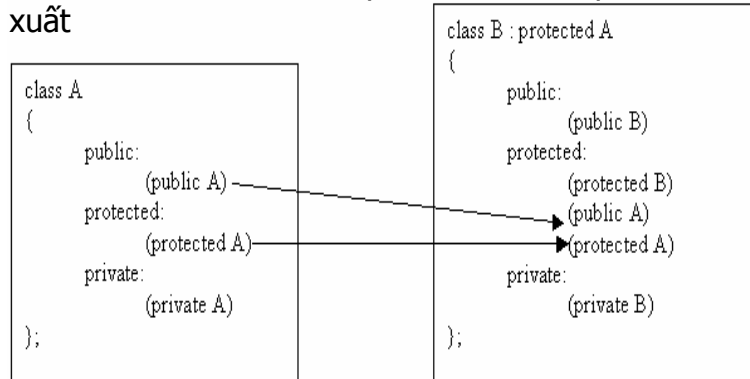 xuất
class A
{
public:
(public A)
protected:
(protected A)
private:
(private A)
};
class B : protected A
{
public:
(public B)
protected:
(protected B)
(public A)
(protected A)
private:
(private B)
};